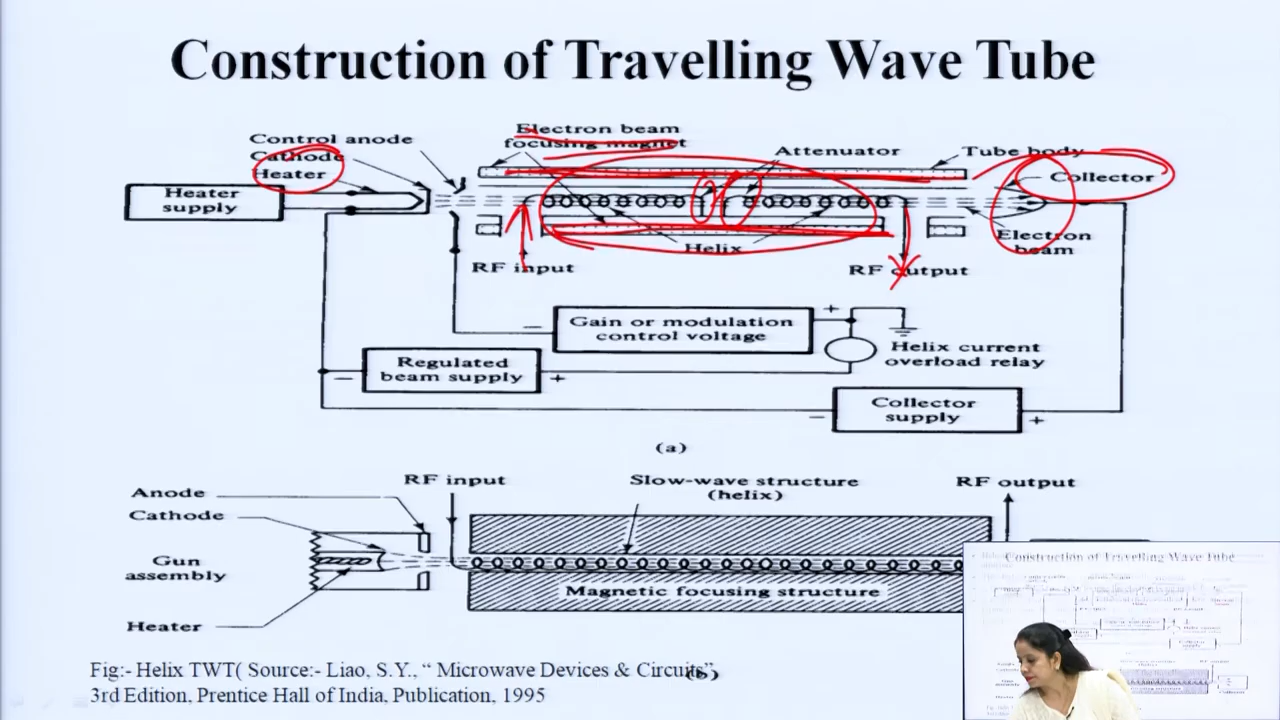 Construction of Travelling Wave Tube
Electron beam
focusing magnet
Control anode
Cathode
Heater
Attenuator
Tube body
Collector
Heater
supply
Helix
Electron
beam
RF input
RF output
Gain or modulation
control voltage
+
−
Helix current
overload relay
Regulated
beam supply
−
+
Collector
supply
−
+
(a)
RF input
Slow-wave structure
(helix)
RF output
Anode
Cathode
Gun
assembly
Magnetic focusing structure
Heater
Construction of Travelling Wave Tube
Fig:- Helix TWT( Source:- Liao, S.Y., “ Microwave Devices & Circuits”,
(b)
3rd Edition, Prentice Hall of India, Publication, 1995